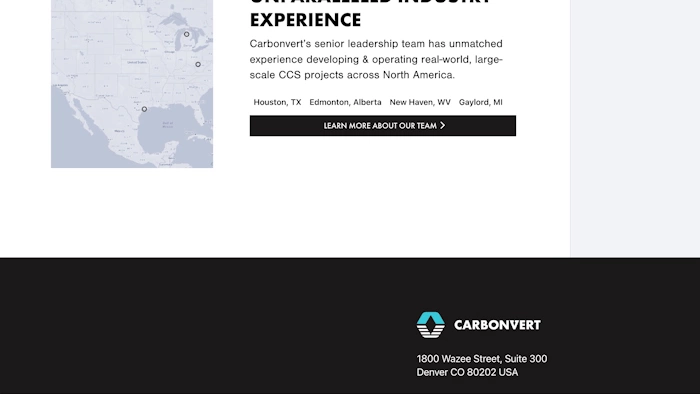 UNPARALLELED INDUSTRY
EXPERIENCE
Carbonvert's senior leadership team has unmatched
experience developing & operating real-world, large-
scale CCS projects across North America.
Houston, TX Edmonton, Alberta New Haven, WV Gaylord, MI
LEARN MORE ABOUT OUR TEAM
CARBONVERT
1800 Wazee Street, Suite 300
Denver CO 80202 USA